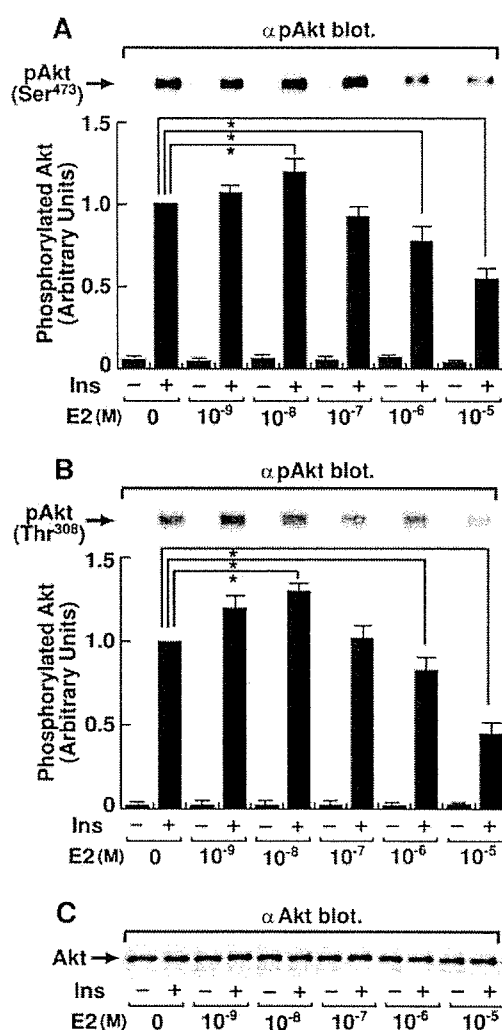 A
α pAkt blot.
pAkt
(Ser473)
Phosphorylated Akt
(Arbitrary Units)
1.5
1.0
0.5
0
*
*
*
Ins − + − + − + − + − + − +
E2 (M) 0 10-9 10-8 10-7 10-6 10-5
B
α pAkt blot.
pAkt
(Thr308)
Phosphorylated Akt
(Arbitrary Units)
1.5
1.0
0.5
0
*
*
*
Ins − + − + − + − + − + − +
E2 (M) 0 10-9 10-8 10-7 10-6 10-5
C
α Akt blot.
Akt
Ins − + − + − + − + − + − +
E2 (M) 0 10-9 10-8 10-7 10-6 10-5